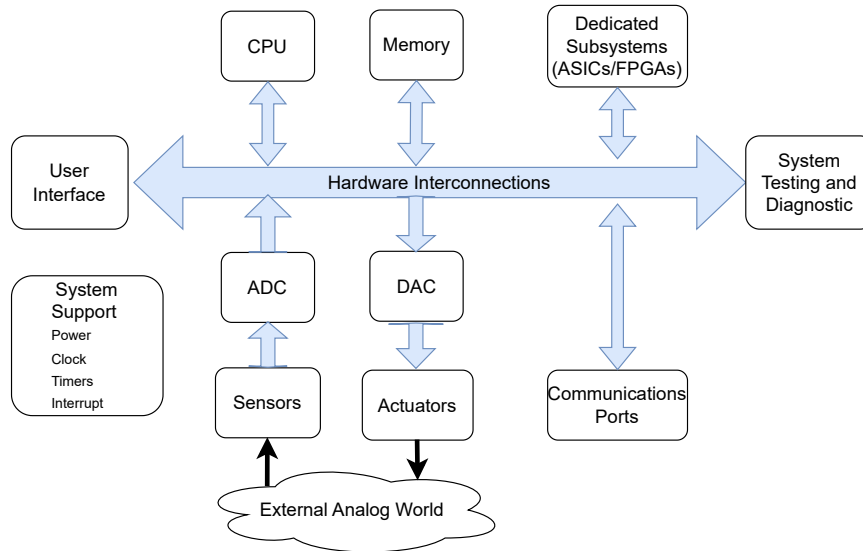 CPU
Memory
Dedicated
Subsystems
(ASICs/FPGAs)
User
Interface
Hardware Interconnections
System
Testing and
Diagnostic
System
Support
Power
Clock
Timers
Interrupt
ADC
DAC
Sensors
Actuators
Communications
Ports
External Analog World